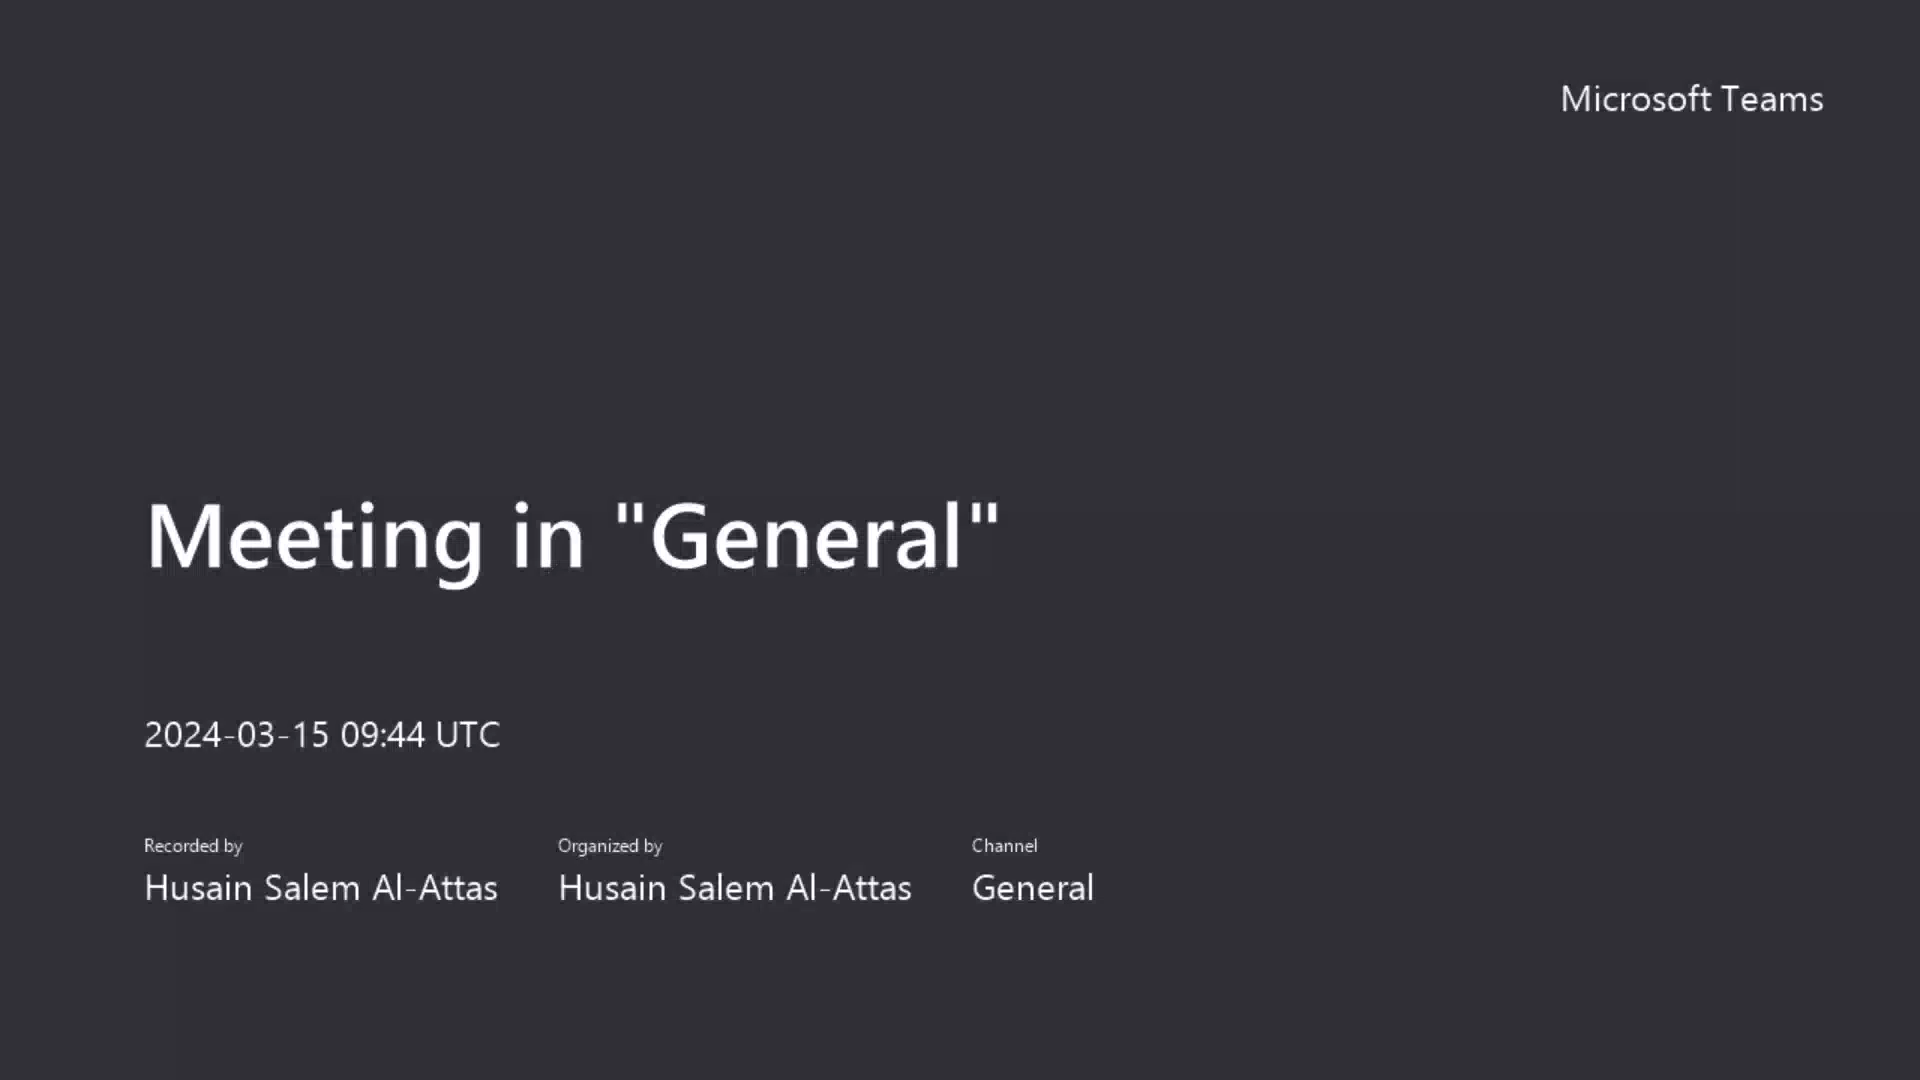 Microsoft Teams
Meeting in "General"
2024-03-15 09:44 UTC
Recorded by
Husain Salem Al-Attas
Organized by
Husain Salem Al-Attas
Channel
General